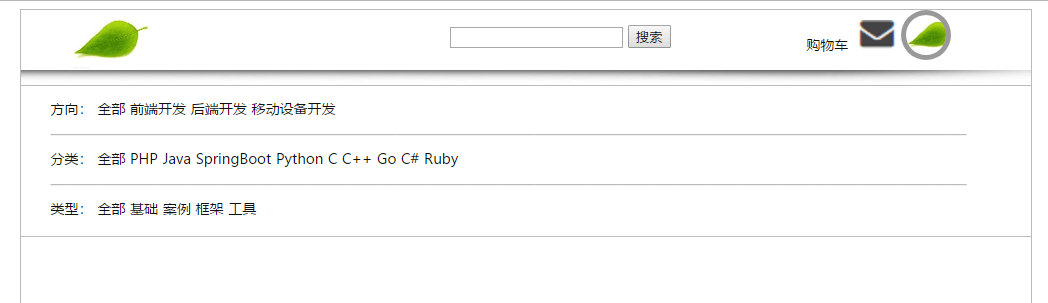 搜索
购物车
方向： 全部 前端开发 后端开发 移动设备开发
分类： 全部 PHP Java SpringBoot Python C C++ Go C# Ruby
类型： 全部 基础 案例 框架 工具